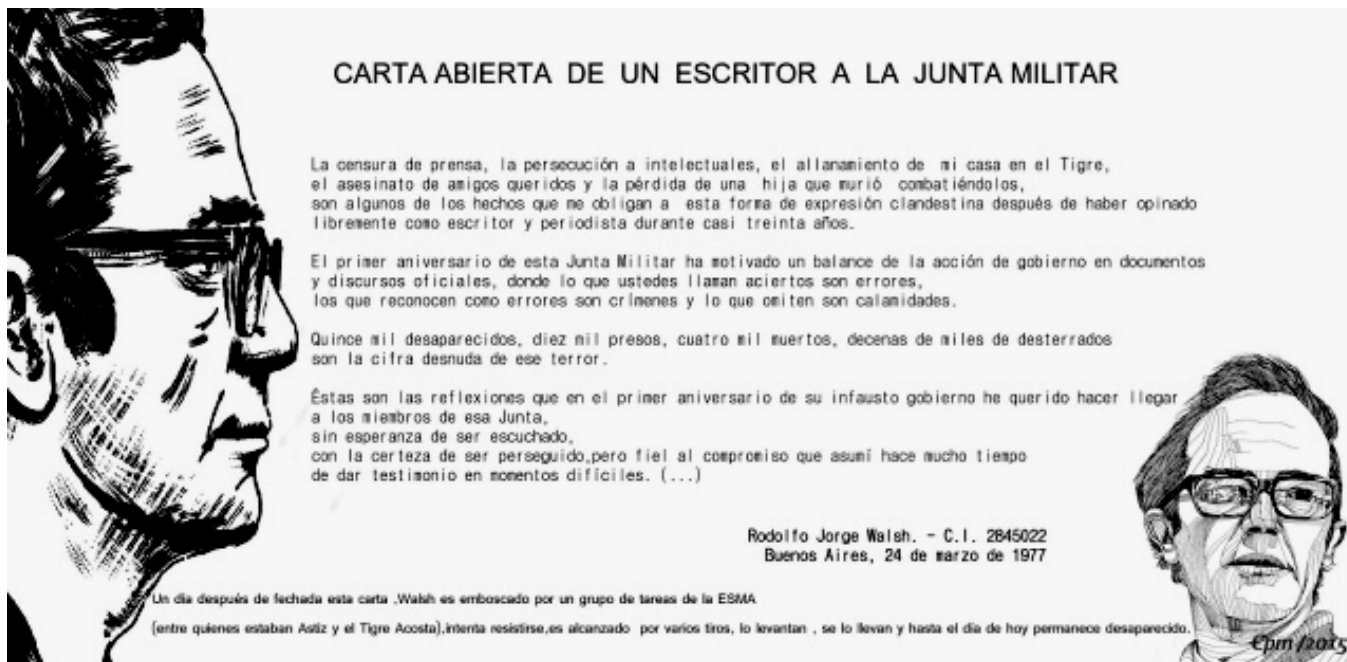 CARTA ABIERTA DE UN ESCRITOR A LA JUNTA MILITAR
La censura de prensa, la persecución a intelectuales, el allanamiento de mi casa en el Tigre,
el asesinato de amigos queridos y la pérdida de una hija que murió combatiéndolos,
son algunos de los hechos que me obligan a esta forma de expresión clandestina después de haber opinado
libremente como escritor y periodista durante casi treinta años.
El primer aniversario de esta Junta Militar ha motivado un balance de la acción de gobierno en documentos
y discursos oficiales, donde lo que ustedes llaman aciertos son errores,
los que reconocen como errores son crímenes y lo que omiten son calamidades.
Quince mil desaparecidos, diez mil presos, cuatro mil muertos, decenas de miles de desterrados
son la cifra desnuda de ese terror.
Éstas son las reflexiones que en el primer aniversario de su infausto gobierno he querido hacer llegar
a los miembros de esa Junta,
sin esperanza de ser escuchado,
con la certeza de ser perseguido,pero fiel al compromiso que asumí hace mucho tiempo
de dar testimonio en momentos difíciles. (...)
Rodolfo Jorge Walsh. - C.I. 2845022
Buenos Aires, 24 de marzo de 1977
Un dia después de fechada esta carta ,Walsh es emboscado por un grupo de tareas de la ESMA
(entre quienes estaban Astiz y el Tigre Acosta),intenta resistirse,es alcanzado por varios tiros, lo levantan , se lo llevan y hasta el dia de hoy permanece desaparecido.
Cpm /2015